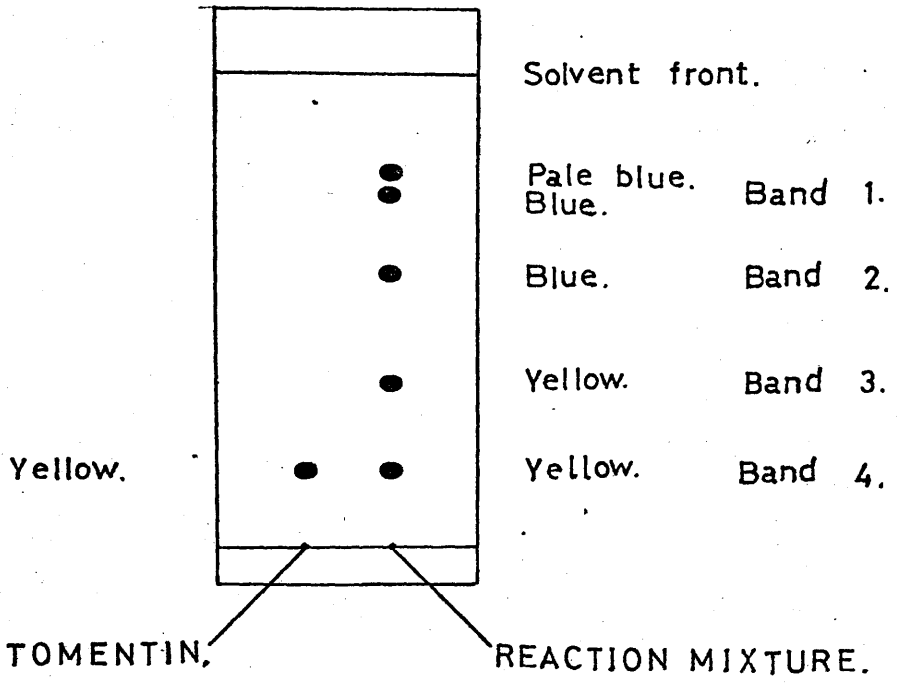 Solvent front.
Pale blue.
Blue. Band 1.
Blue. Band 2.
Yellow. Band 3.
Yellow. Yellow. Band 4.
TOMENTIN. REACTION MIXTURE.